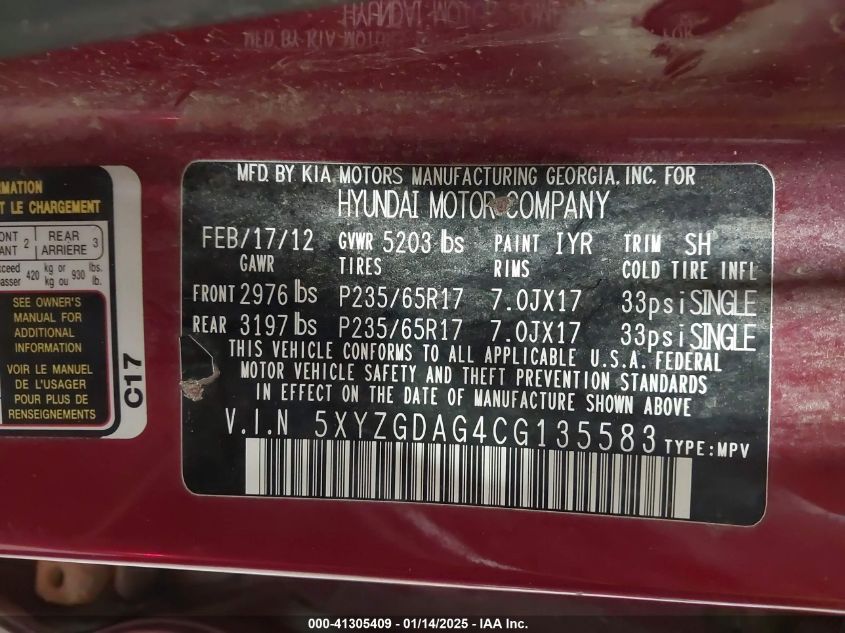 MFD. BY KIA MOTORS MANUFACTURING GEORGIA, INC. FOR
HYUNDAI MOTOR COMPANY
FEB/17/12 GVWR 5203 lbs PAINT IYR TRIM SH
GAWR TIRES RIMS COLD TIRE INFL
FRONT 2976 lbs P235/65R17 7.0JX17 33psi SINGLE
REAR 3197 lbs P235/65R17 7.0JX17 33psi SINGLE
THIS VEHICLE CONFORMS TO ALL APPLICABLE U.S.A. FEDERAL
MOTOR VEHICLE SAFETY AND THEFT PREVENTION STANDARDS
IN EFFECT ON THE DATE OF MANUFACTURE SHOWN ABOVE
V.I.N 5XYZGDAG4CG135583 TYPE:MPV
T LE CHARGEMENT
2 REAR ARRIERE 3
420 kg or kg ou 930 lbs. lb.
SEE OWNER'S
MANUAL FOR
ADDITIONAL
INFORMATION
VOIR LE MANUEL
DE L'USAGER
POUR PLUS DE
RENSEIGNEMENTS
C17
000-41305409 - 01/14/2025 - IAA Inc.